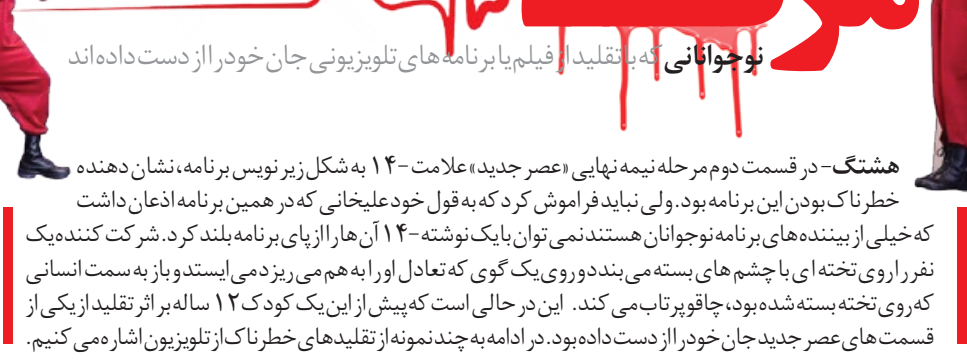 نوجوانانی که با تقلید از فیلم یا برنامه های تلویزیونی جان خود را از دست داده اند
هشتگ- در قسمت دوم مرحله نیمه نهایی «عصر جدید» علامت -۱۴ به شکل زیرنویس برنامه، نشان دهنده
خطرناک بودن این برنامه بود. ولی نباید فراموش کرد که به قول خود علیخانی که در همین برنامه اذعان داشت
که خیلی از بیننده های برنامه نوجوانان هستند نمی توان با یک نوشته -۱۴ آن ها را از پای برنامه بلند کرد. شرکت کننده یک
نفر را روی تخته ای با چشم های بسته می بندد و روی یک گوی که تعادل او را به هم می ریزد می ایستد و باز به سمت انسانی
که روی تخته بسته شده بود، چاقو پرتاب می کند. این در حالی است که پیش از این یک کودک ۱۲ ساله بر اثر تقلید از یکی از
قسمت های عصر جدید جان خود را از دست داده بود. در ادامه به چند نمونه از تقلیدهای خطرناک از تلویزیون اشاره می کنیم.